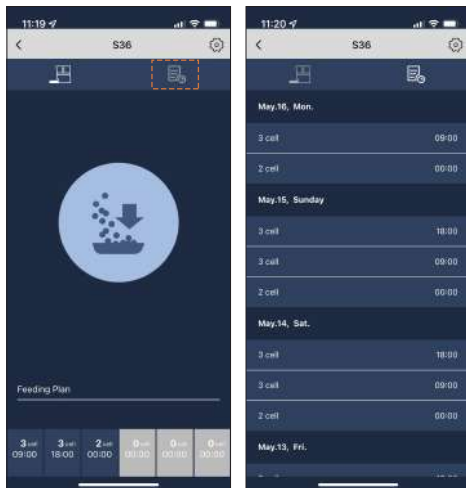 11:19
S36
Feeding Plan
3 cell 3 cell 2 cell 0 cell 0 cell 0 cell
09:00 18:00 00:00 00:00 00:00 00:00
11:20
S36
May.16, Mon.
3 cell 09:00
2 cell 00:00
May.15, Sunday
3 cell 18:00
3 cell 09:00
2 cell 00:00
May.14, Sat.
3 cell 18:00
3 cell 09:00
2 cell 00:00
May.13, Fri.